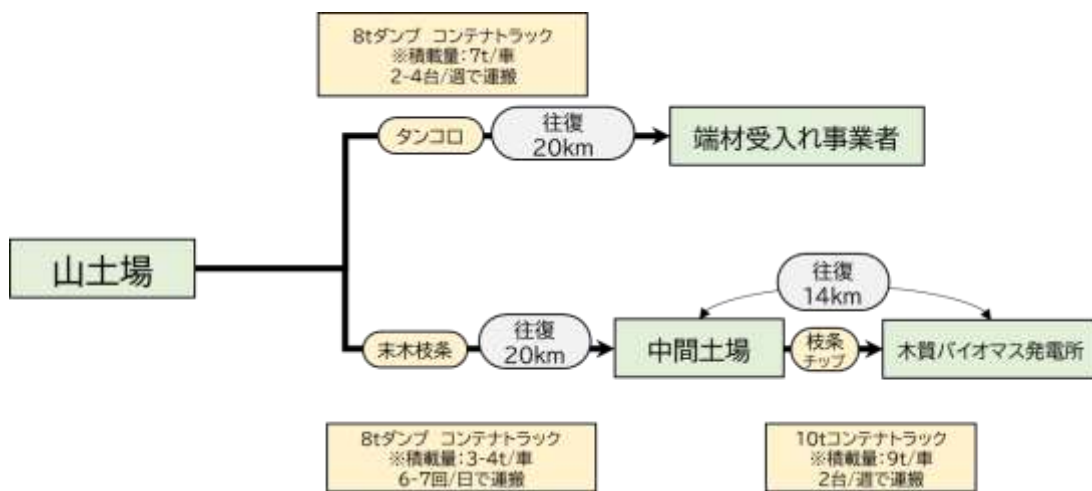 8tダンプ コンテナトラック
※積載量:7t/車
2-4台/週で運搬
タンコロ
往復
20km
端材受入れ事業者
山土場
往復
14km
末木枝条
往復
20km
中間土場
枝条
チップ
木質バイオマス発電所
8tダンプ コンテナトラック
※積載量:3-4t/車
6-7回/日で運搬
10tコンテナトラック
※積載量:9t/車
2台/週で運搬